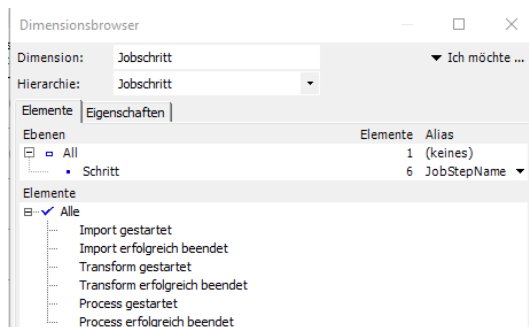 Dimensionsbrowser
Dimension: Jobschritt Ich möchte ...
Hierarchie: Jobschritt
Elemente Eigenschaften
Ebenen Elemente Alias
All 1 (keines)
Schritt 6 JobStepName
Elemente
Alle
Import gestartet
Import erfolgreich beendet
Transform gestartet
Transform erfolgreich beendet
Process gestartet
Process erfolgreich beendet